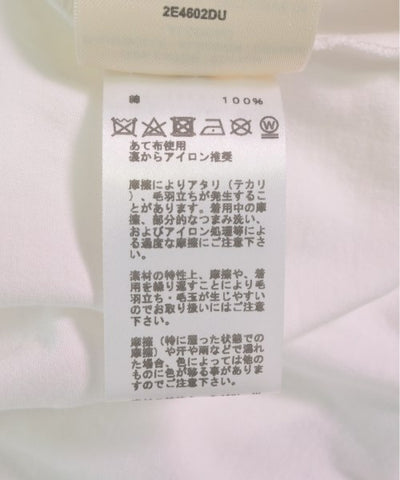 2E4602DU
綿 100%
あて布使用
裏からアイロン推奨
摩擦によりアタリ（テカリ
）、毛羽立ちが発生するこ
とがあります。着用中の摩
擦、部分的なつまみ洗い、
およびアイロン処理等によ
る過度な摩擦にご注意下さ
い。
素材の特性上、摩擦や、着
用を繰り返すことにより毛
羽立ち・毛玉が生じやすい
のでお取り扱いにはご注意
下さい。
摩擦（特に湿った状態での
摩擦）や汗や雨などで濡れ
た場合、色によっては他の
ものに色が移る事がありま
すのでご注意下さい。